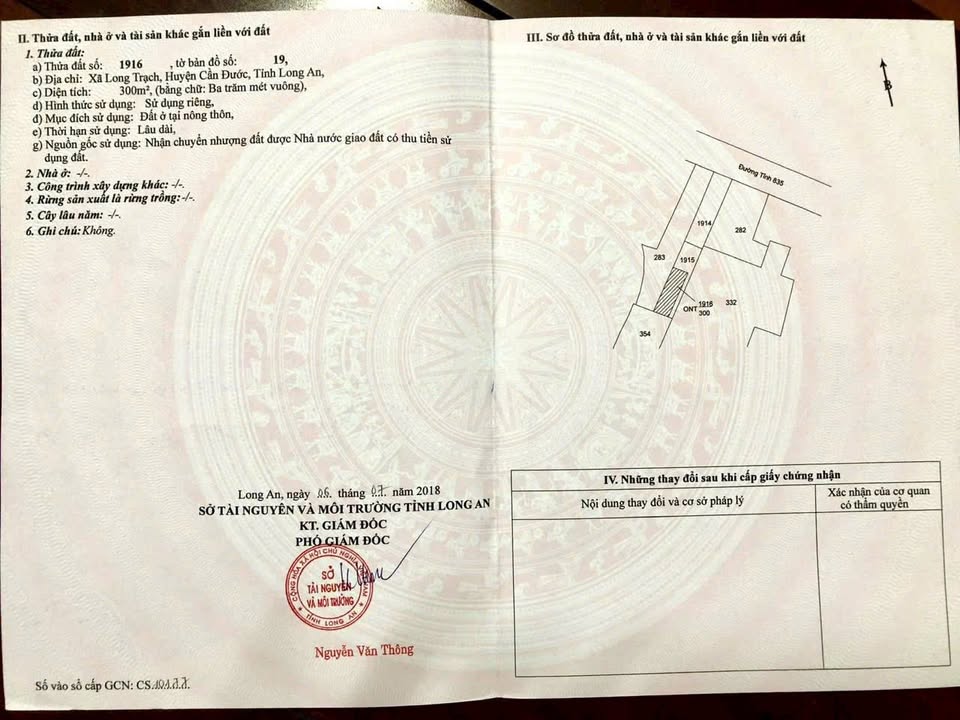 II. Thửa đất, nhà ở và tài sản khác gắn liền với đất
1. Thửa đất:
a) Thửa đất số: 1916 , tờ bản đồ số: 19,
b) Địa chỉ: Xã Long Trạch, Huyện Cần Đước, Tỉnh Long An,
c) Diện tích: 300m², (bằng chữ: Ba trăm mét vuông),
d) Hình thức sử dụng: Sử dụng riêng,
đ) Mục đích sử dụng: Đất ở tại nông thôn,
e) Thời hạn sử dụng: Lâu dài,
g) Nguồn gốc sử dụng: Nhận chuyển nhượng đất được Nhà nước giao đất có thu tiền sử
dụng đất.
2. Nhà ở: -/-.
3. Công trình xây dựng khác: -/-.
4. Rừng sản xuất là rừng trồng: -/-.
5. Cây lâu năm: -/-.
6. Ghi chú: Không.
Long An, ngày 06 tháng 07 năm 2018
SỞ TÀI NGUYÊN VÀ MÔI TRƯỜNG TỈNH LONG AN
KT. GIÁM ĐỐC
PHÓ GIÁM ĐỐC
CỘNG HÒA XÃ HỘI CHỦ NGHĨA VIỆT NAM
SỞ
TÀI NGUYÊN
VÀ MÔI TRƯỜNG
TỈNH LONG AN
Nguyễn Văn Thông
Số vào sổ cấp GCN: CS
III. Sơ đồ thửa đất, nhà ở và tài sản khác gắn liền với đất
B
Đường Tỉnh 835
1914
282
283
1915
ONT 1916
300
332
354
IV. Những thay đổi sau khi cấp giấy chứng nhận
Nội dung thay đổi và cơ sở pháp lý
Xác nhận của cơ quan
có thẩm quyền